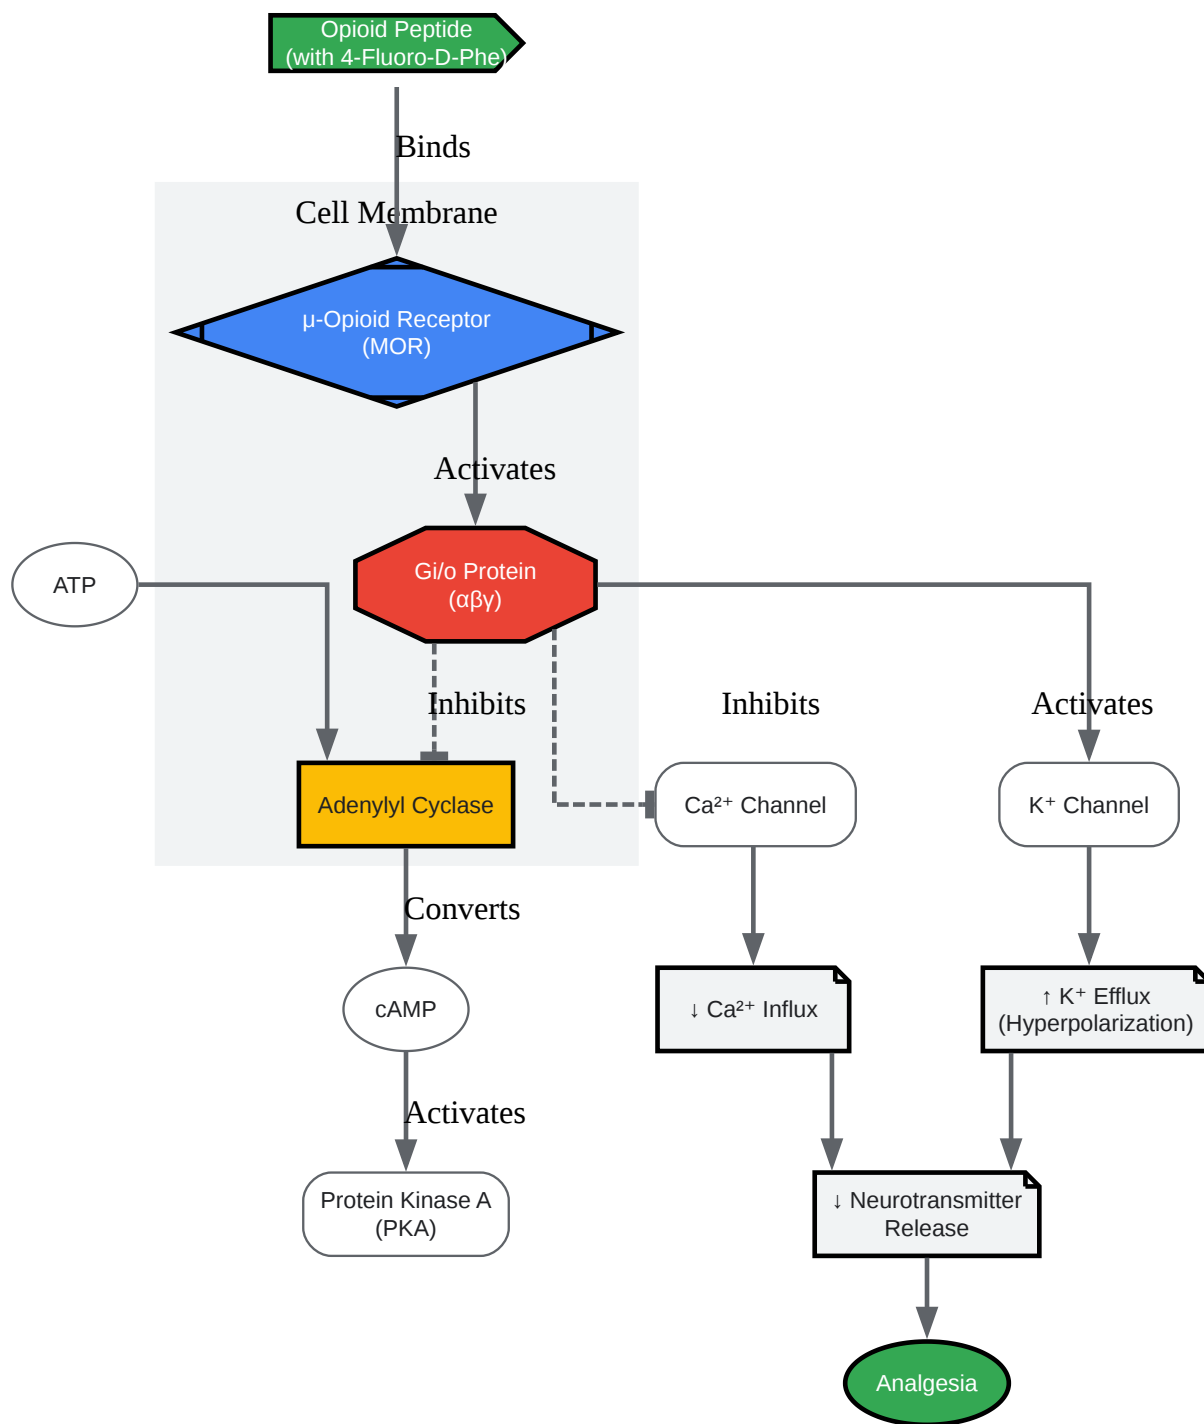 Opioid Peptide
(with 4-Fluoro-D-Phe)
Binds
Cell Membrane
μ-Opioid Receptor
(MOR)
Activates
ATP
Gi/o Protein
(αβγ)
Inhibits
Inhibits
Activates
Adenylyl Cyclase
Ca²⁺ Channel
K⁺ Channel
Converts
cAMP
↓ Ca²⁺ Influx
↑ K⁺ Efflux
(Hyperpolarization)
Activates
Protein Kinase A
(PKA)
↓ Neurotransmitter
Release
Analgesia